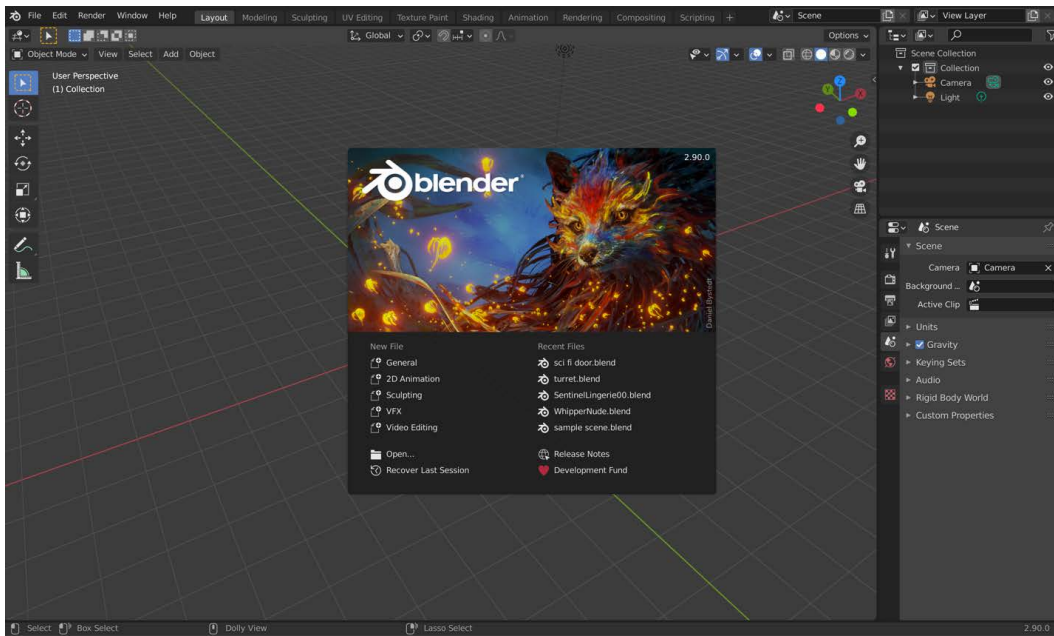 File Edit Render Window Help Layout Modeling Sculpting UV Editing Texture Paint Shading Animation Rendering Compositing Scripting + Scene View Layer
Global Options
Object Mode View Select Add Object
User Perspective
(1) Collection
Z
Y
X
Scene Collection
Collection
Camera
Light
blender
2.90.0
Daniel Bystedt
New File
General
2D Animation
Sculpting
VFX
Video Editing
Open...
Recover Last Session
Recent Files
sci fi door.blend
turret.blend
SentinelLingerie00.blend
WhipperNude.blend
sample scene.blend
Release Notes
Development Fund
Scene
Scene
Camera Camera
Background ...
Active Clip
Units
Gravity
Keying Sets
Audio
Rigid Body World
Custom Properties
Select Box Select Dolly View Lasso Select 2.90.0